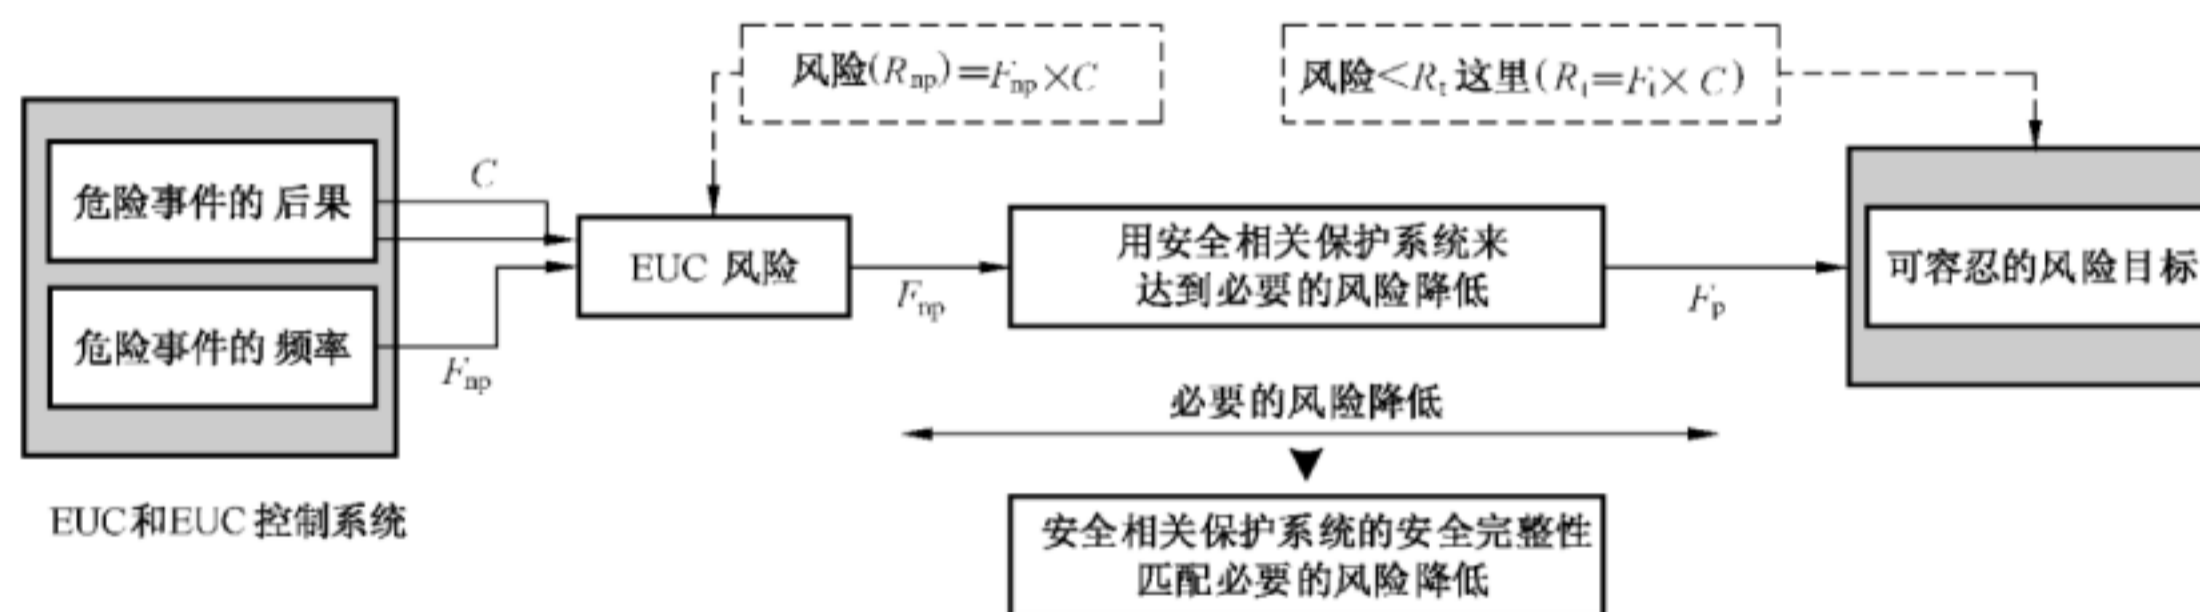 风险(Rnp)=Fnp×C
风险<Rt 这里(Rt=Ft×C)
危险事件的 后果
C
EUC 风险
用安全相关保护系统来
达到必要的风险降低
可容忍的风险目标
Fnp
Fp
危险事件的 频率
Fnp
必要的风险降低
EUC和EUC 控制系统
安全相关保护系统的安全完整性
匹配必要的风险降低